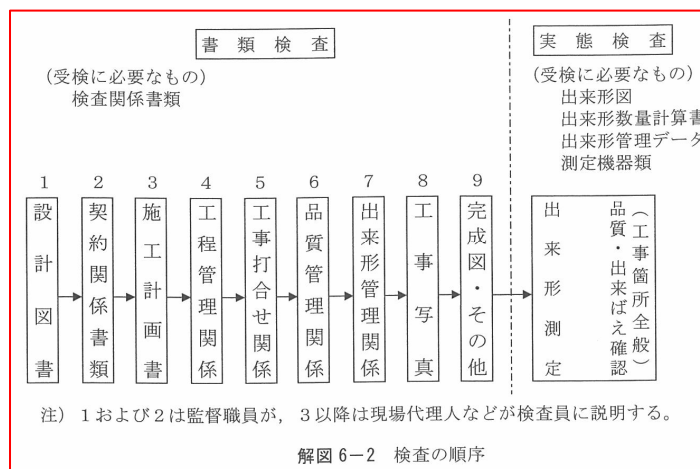 書類検査
(受検に必要なもの)
検査関係書類
実態検査
(受検に必要なもの)
出来形図
出来形数量計算書
出来形管理データ
測定機器類
1
設計図書
2
契約関係書類
3
施工計画書
4
工程管理関係
5
工事打合せ関係
6
品質管理関係
7
出来形管理関係
8
工事写真
9
完成図・その他
(工事箇所全般)
品質・出来ばえ確認
出来形測定
注) 1および2は監督職員が, 3以降は現場代理人などが検査員に説明する。
解図6-2 検査の順序